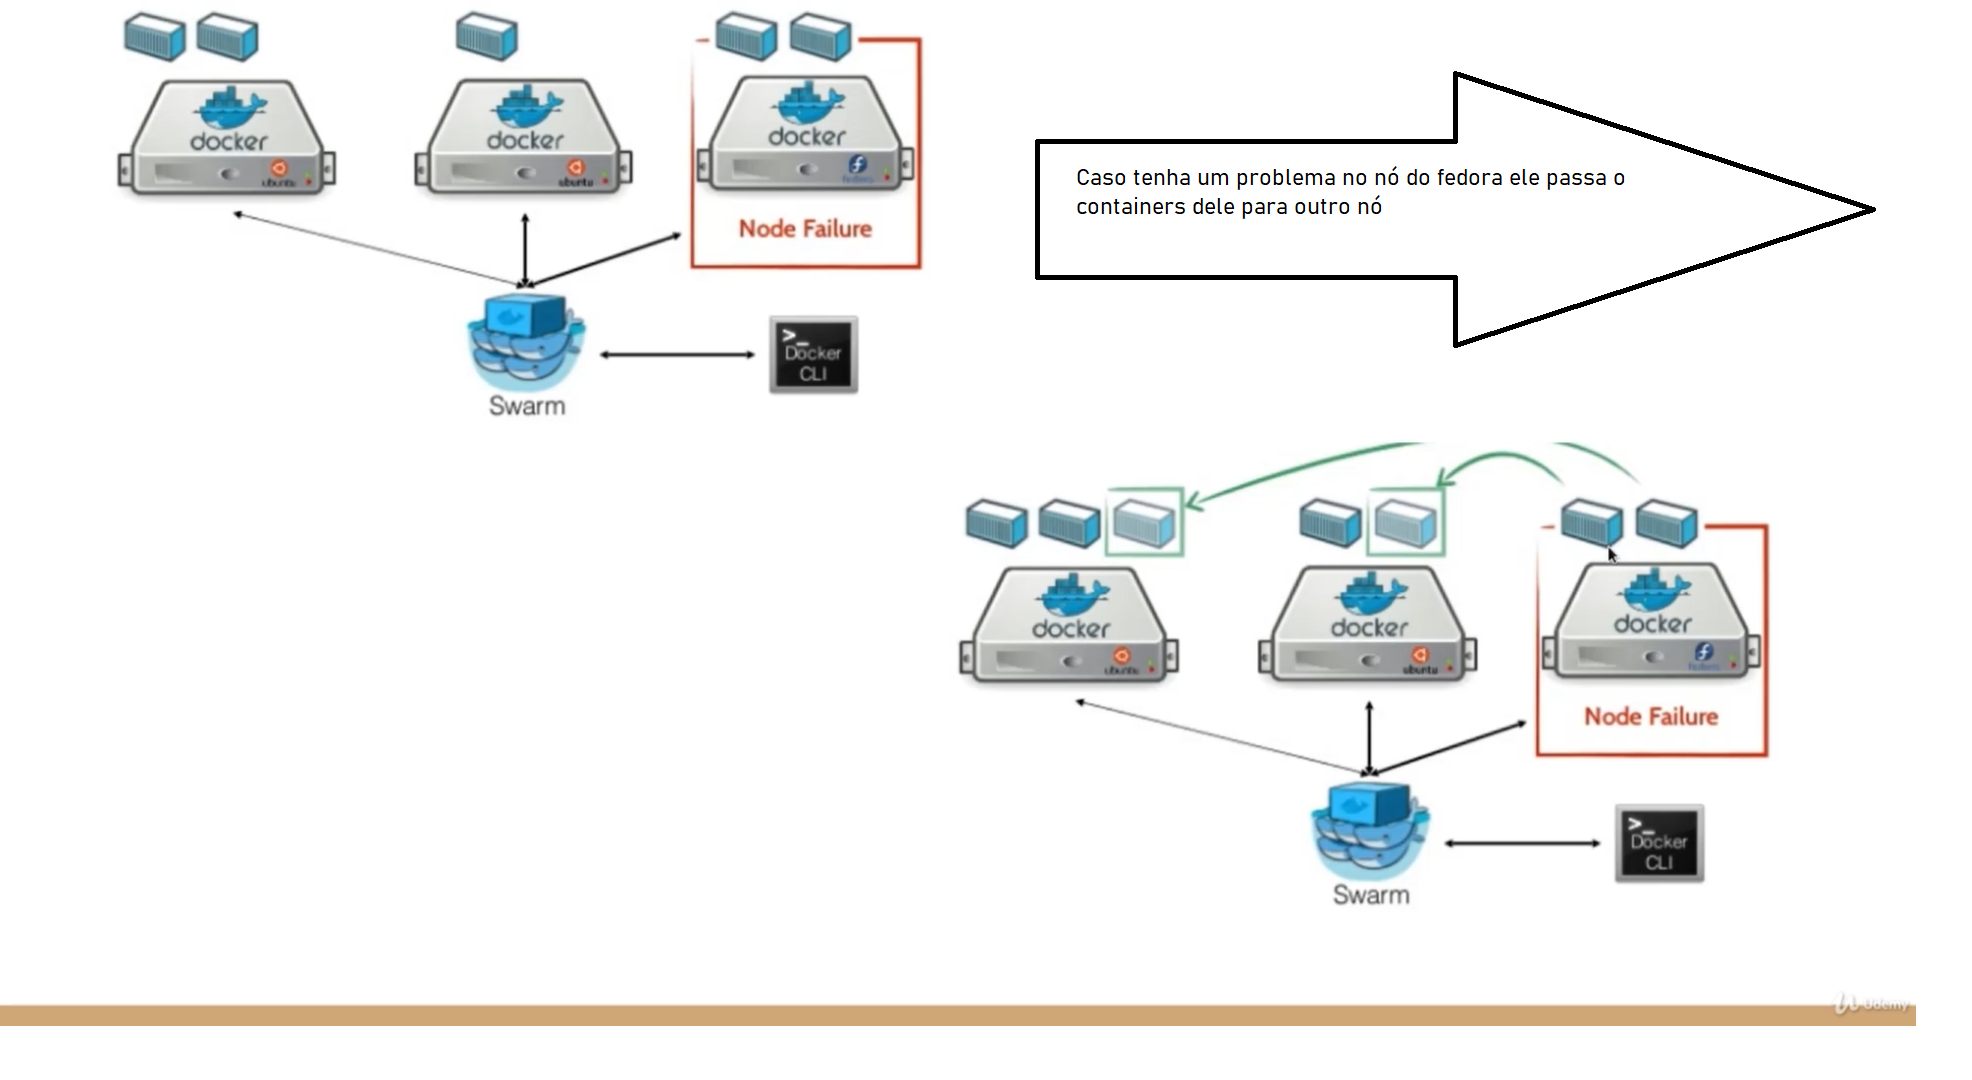 docker
ubuntu
docker
ubuntu
docker
fedora
Node Failure
Caso tenha um problema no nó do fedora ele passa o
containers dele para outro nó
>_
Docker
CLI
Swarm
docker
ubuntu
docker
ubuntu
docker
fedora
Node Failure
>_
Docker
CLI
Swarm
Udemy